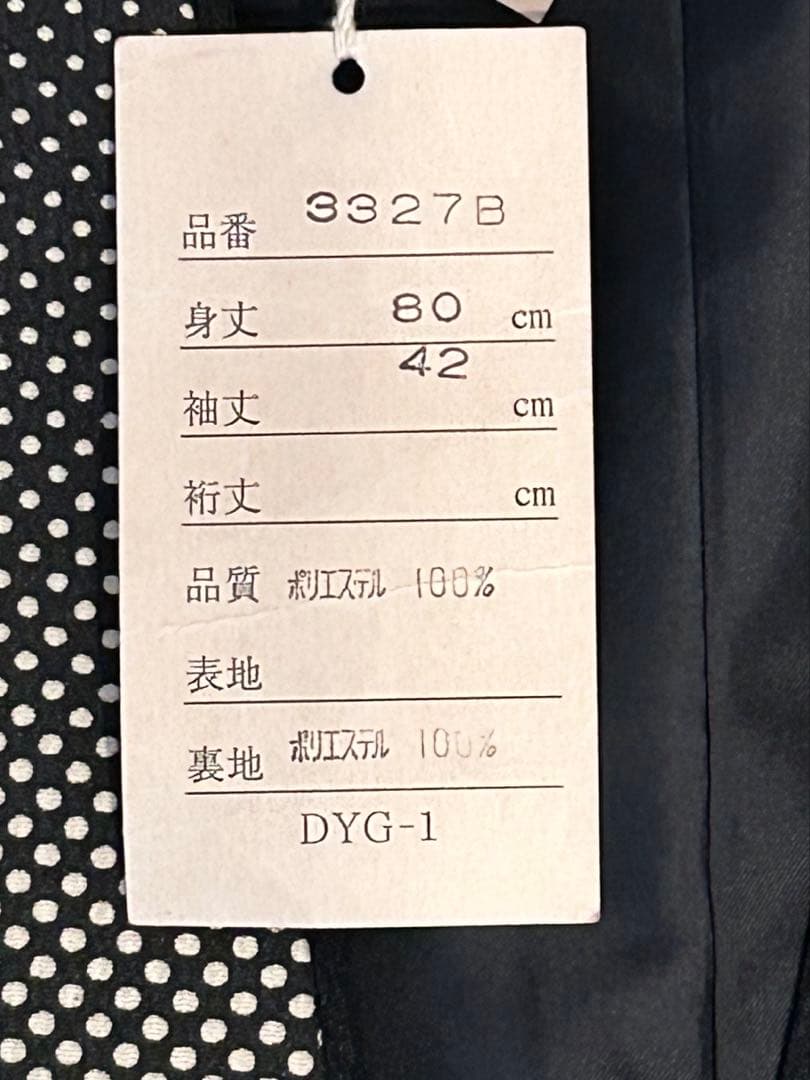 品番 3327B
身丈 80 cm
袖丈 42 cm
裄丈 cm
品質 ポリエステル 100%
表地
裏地 ポリエステル 100%
DYG-1